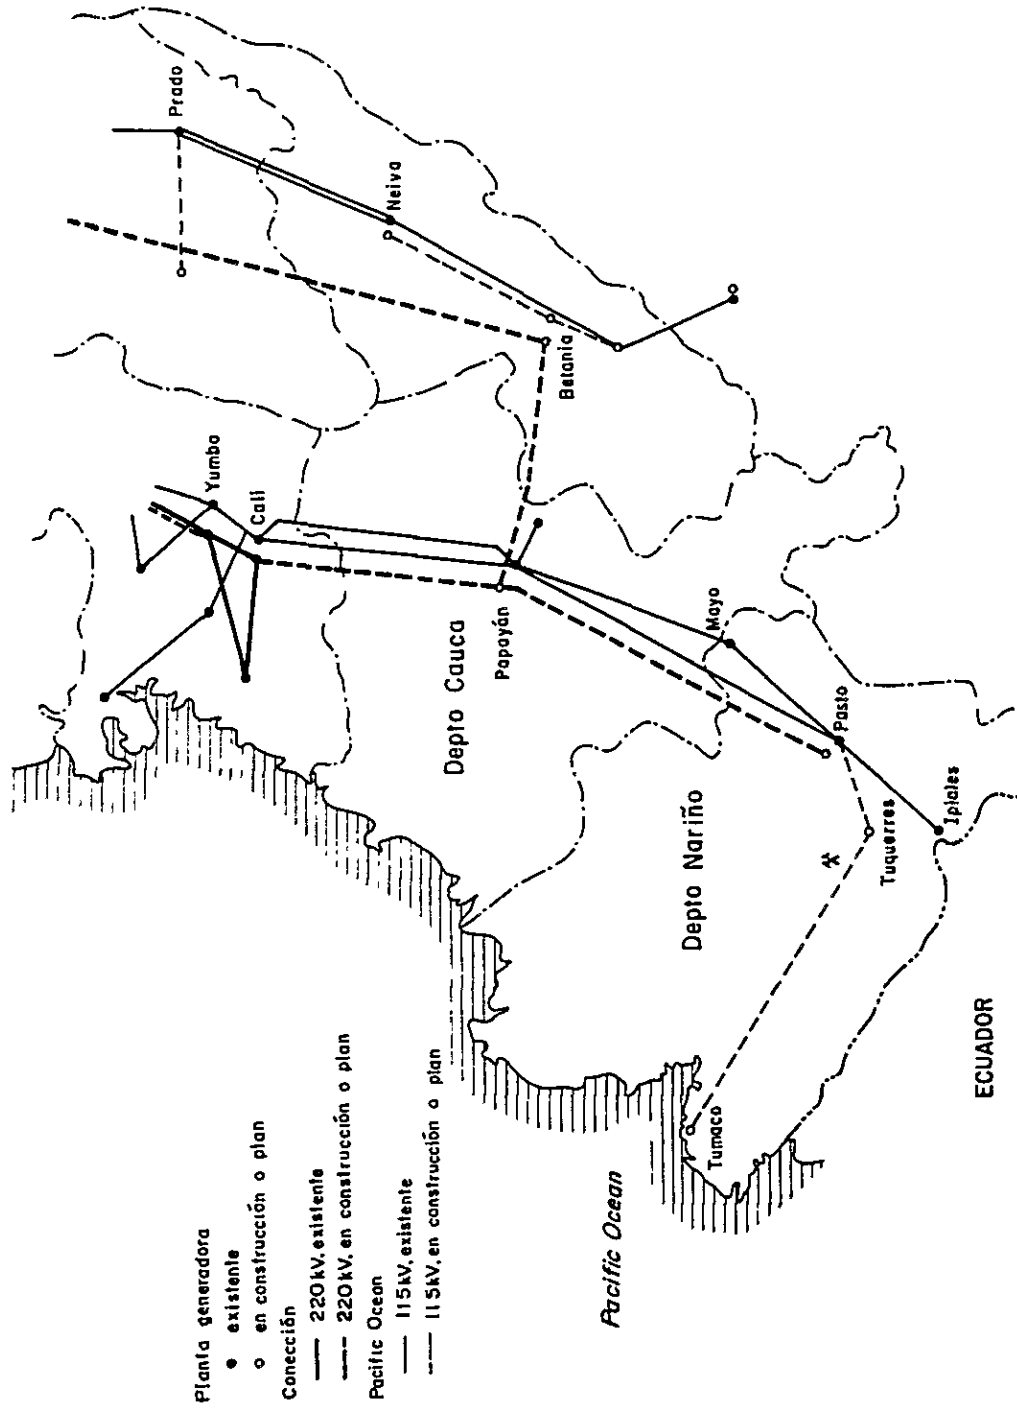 Planta generadora
existente
en construcción o plan
Conección
220kV, existente
220kV, en construcción o plan
Pacific Ocean
115kV, existente
115kV, en construcción o plan
Pacific Ocean
Tumaco
ECUADOR
Depto Nariño
Depto Cauca
Tuquerres
Ipiales
Pasto
Mayo
Papayán
Cali
Yumbo
Betania
Neiva
Prado